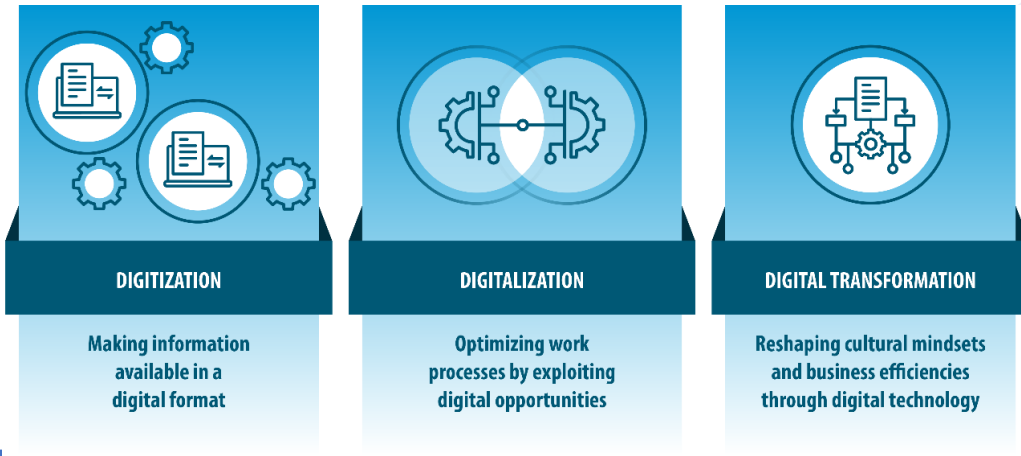 DIGITIZATION
Making information
available in a
digital format
DIGITALIZATION
Optimizing work
processes by exploiting
digital opportunities
DIGITAL TRANSFORMATION
Reshaping cultural mindsets
and business efficiencies
through digital technology